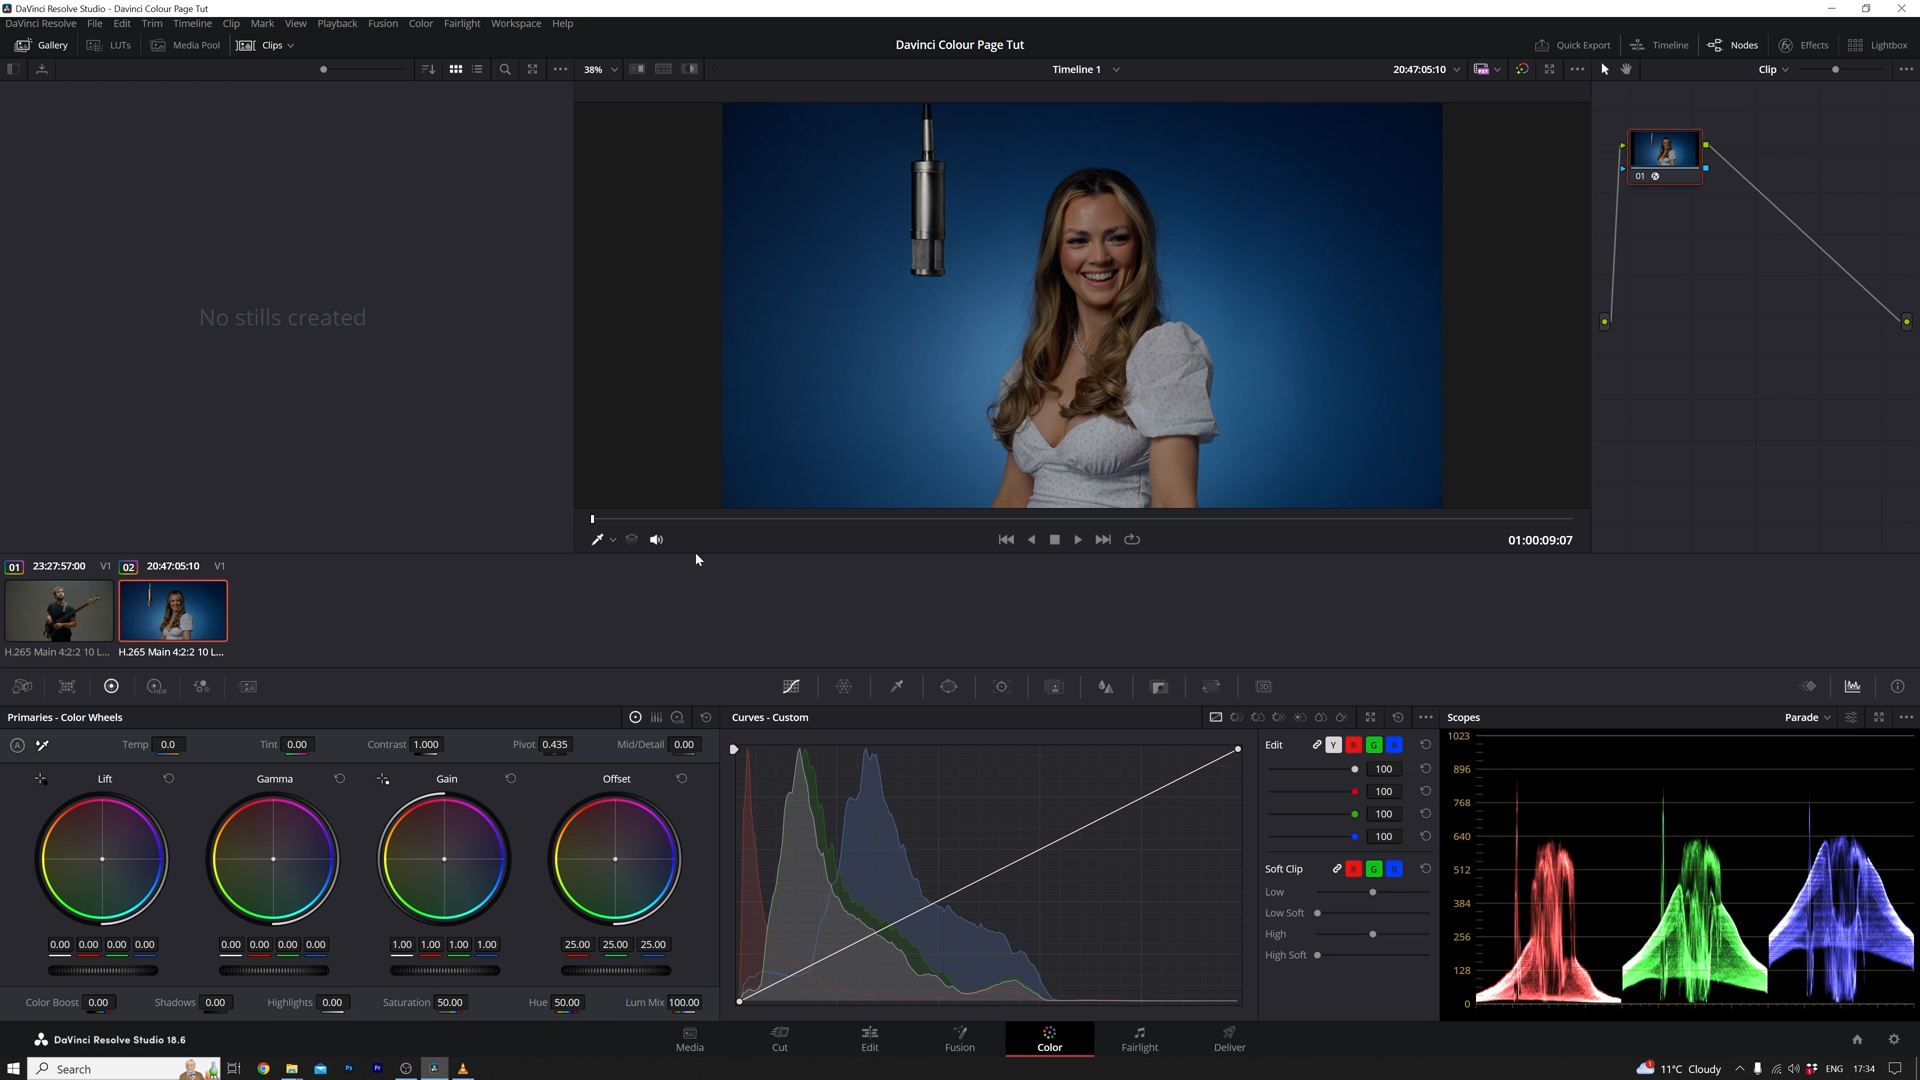 DaVinci Resolve Studio - Davinci Colour Page Tut
DaVinci Resolve File Edit Trim Timeline Clip Mark View Playback Fusion Color Fairlight Workspace Help
Gallery LUTs Media Pool Clips Davinci Colour Page Tut Quick Export Timeline Nodes Effects Lightbox
38% Timeline 1 20:47:05:10 Clip
No stills created
01
01:00:09:07
01 23:27:57:00 V1 02 20:47:05:10 V1
H.265 Main 4:2:2 10 L... H.265 Main 4:2:2 10 L...
Primaries - Color Wheels Curves - Custom Scopes Parade
Temp 0.0 Tint 0.00 Contrast 1.000 Pivot 0.435 Mid/Detail 0.00
Lift Gamma Gain Offset
0.00 0.00 0.00 0.00 0.00 0.00 0.00 0.00 1.00 1.00 1.00 1.00 25.00 25.00 25.00
Color Boost 0.00 Shadows 0.00 Highlights 0.00 Saturation 50.00 Hue 50.00 Lum Mix 100.00
Edit Y R G B
100
100
100
100
Soft Clip R G B
Low
Low Soft
High
High Soft
1023
896
768
640
512
384
256
128
0
DaVinci Resolve Studio 18.6 Media Cut Edit Fusion Color Fairlight Deliver
Search Ps Pr 11°C Cloudy ENG 17:34